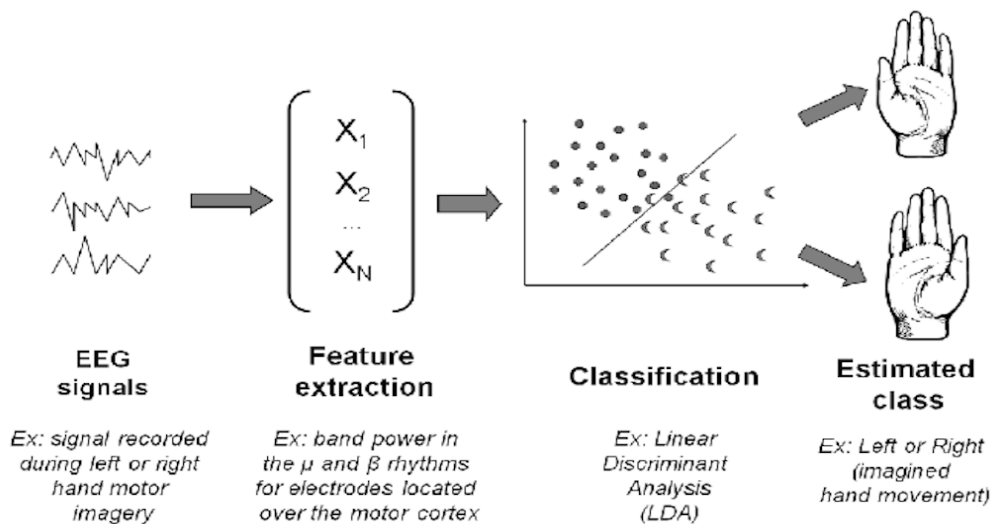 X1
X2
...
XN
EEG
signals
Ex: signal recorded
during left or right
hand motor
imagery
Feature
extraction
Ex: band power in
the μ and β rhythms
for electrodes located
over the motor cortex
Classification
Ex: Linear
Discriminant
Analysis
(LDA)
Estimated
class
Ex: Left or Right
(imagined
hand movement)